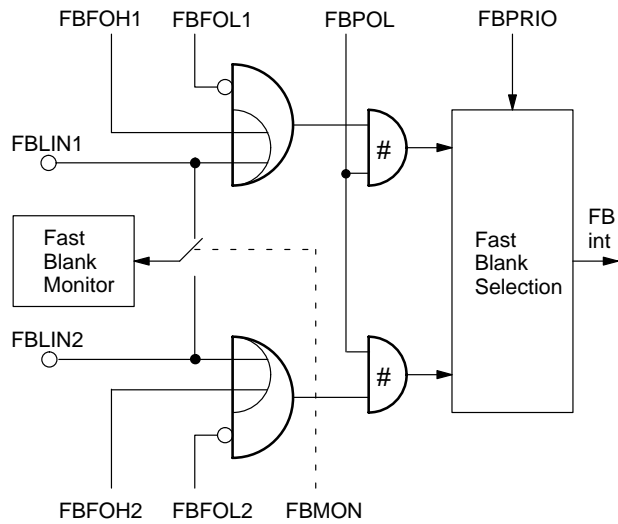 FBFOH1 FBFOL1 FBPOL FBPRIO
FBLIN1
#
Fast
Blank
Monitor
Fast
Blank
Selection
FB
int
FBLIN2
#
FBFOH2 FBFOL2 FBMON